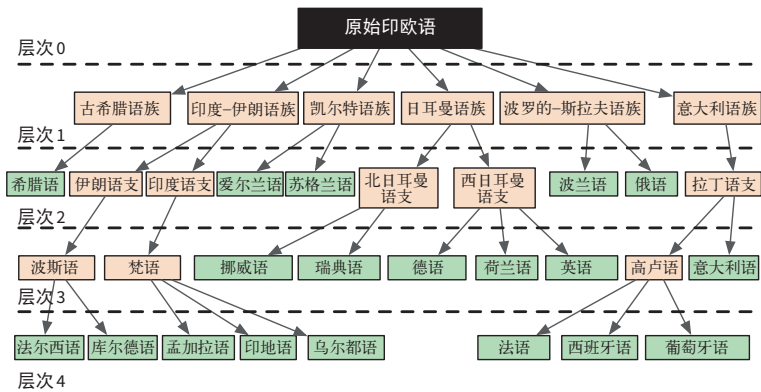 原始印欧语
层次0
古希腊语族 印度-伊朗语族 凯尔特语族 日耳曼语族 波罗的-斯拉夫语族 意大利语族
层次1
希腊语 伊朗语支 印度语支 爱尔兰语 苏格兰语 北日耳曼语支 西日耳曼语支 波兰语 俄语 拉丁语支
层次2
波斯语 梵语 挪威语 瑞典语 德语 荷兰语 英语 高卢语 意大利语
层次3
法尔西语 库尔德语 孟加拉语 印地语 乌尔都语 法语 西班牙语 葡萄牙语
层次4